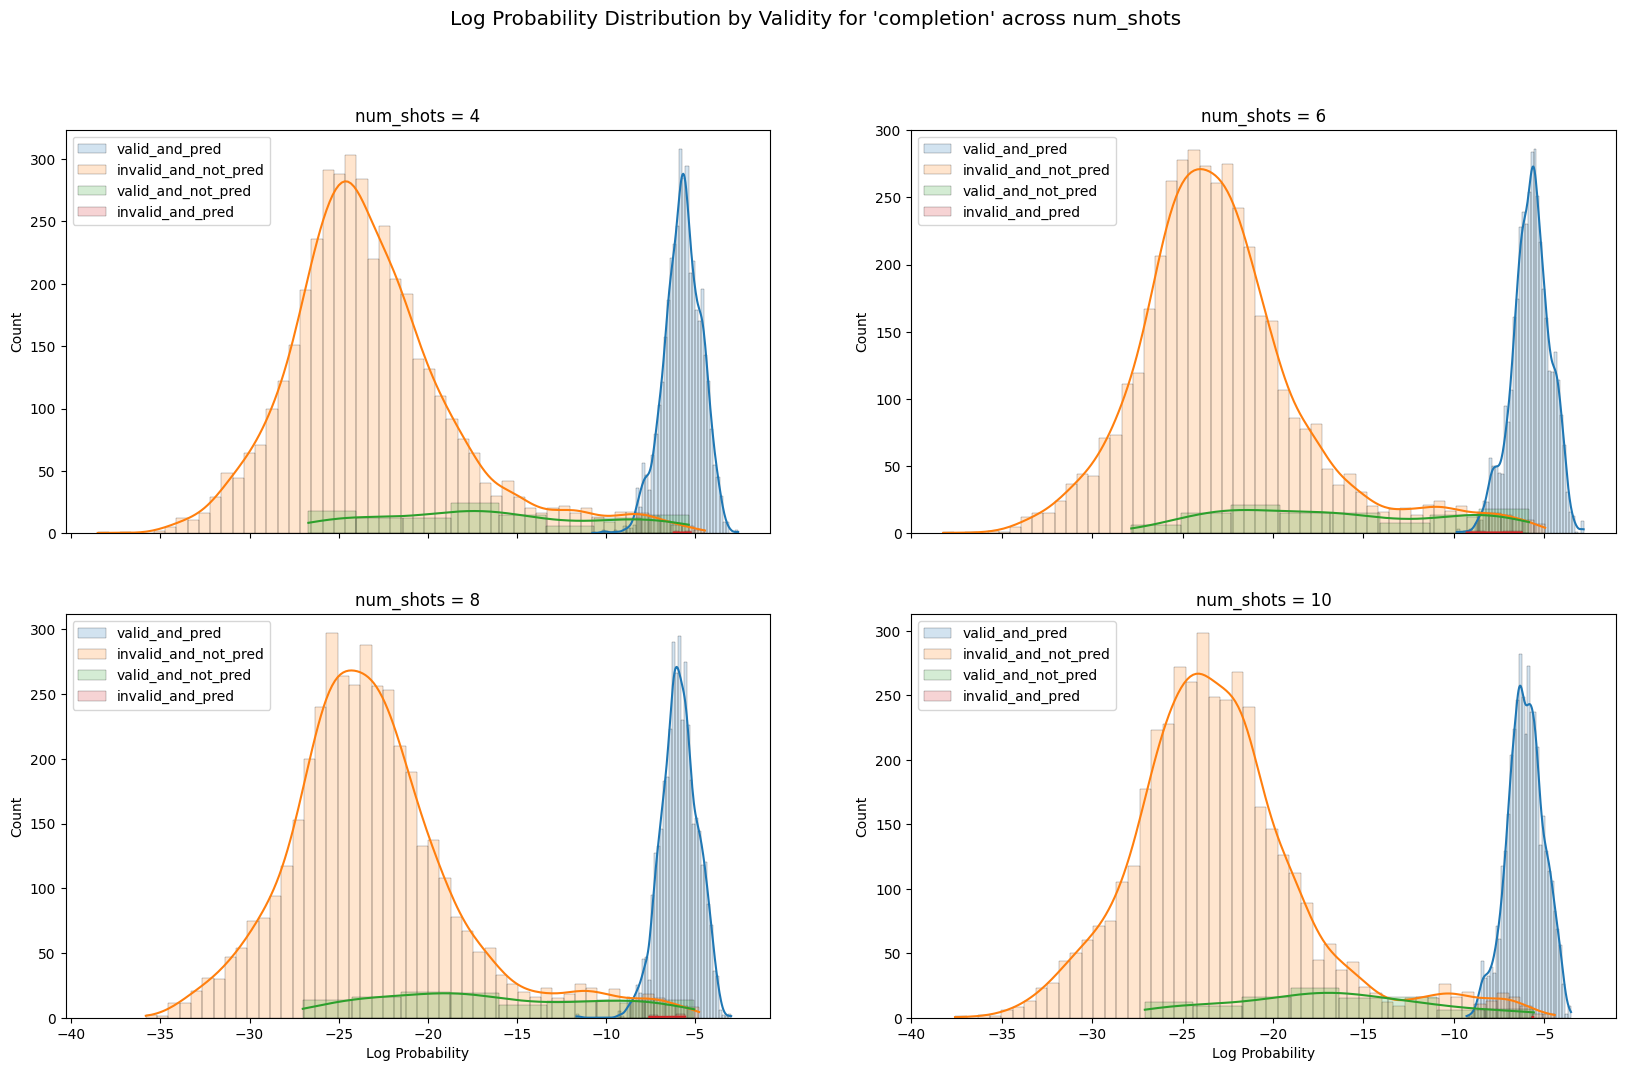 Log Probability Distribution by Validity for 'completion' across num_shots
num_shots = 4
valid_and_pred
invalid_and_not_pred
valid_and_not_pred
invalid_and_pred
300
250
200
150
100
50
0
Count
num_shots = 6
valid_and_pred
invalid_and_not_pred
valid_and_not_pred
invalid_and_pred
300
250
200
150
100
50
0
Count
num_shots = 8
valid_and_pred
invalid_and_not_pred
valid_and_not_pred
invalid_and_pred
300
250
200
150
100
50
0
Count
−40 −35 −30 −25 −20 −15 −10 −5
Log Probability
num_shots = 10
valid_and_pred
invalid_and_not_pred
valid_and_not_pred
invalid_and_pred
300
250
200
150
100
50
0
Count
−40 −35 −30 −25 −20 −15 −10 −5
Log Probability